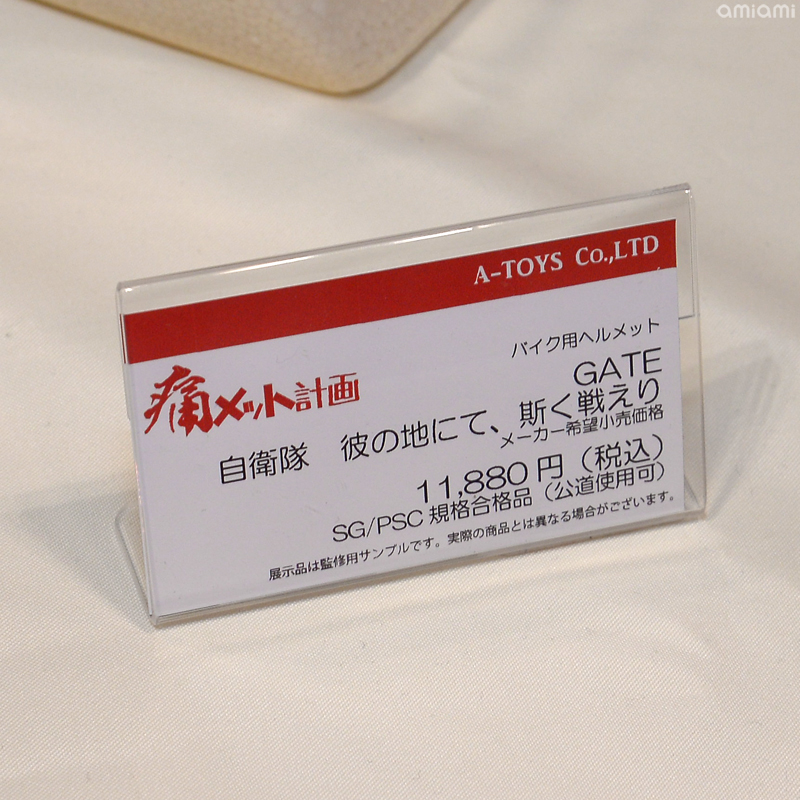 amiami
A-TOYS Co.,LTD
痛メット計画
バイク用ヘルメット
GATE
自衛隊 彼の地にて、斯く戦えり
メーカー希望小売価格
11,880円（税込）
SG/PSC規格合格品（公道使用可）
展示品は監修用サンプルです。実際の商品とは異なる場合がございます。